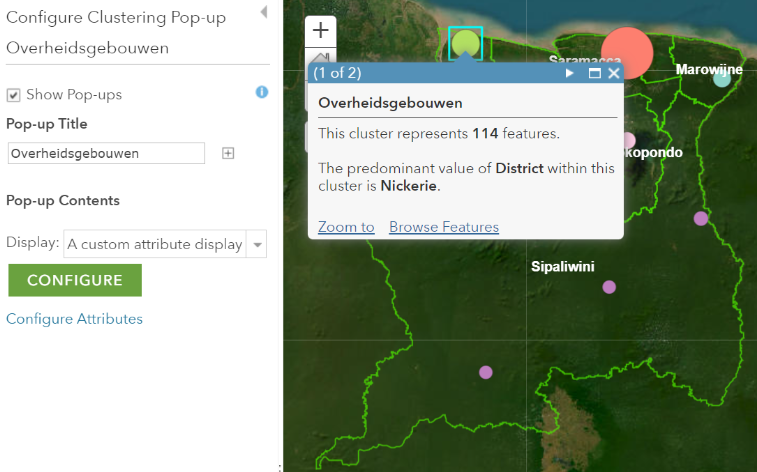 Configure Clustering Pop-up
Overheidsgebouwen
Show Pop-ups
Pop-up Title
Overheidsgebouwen
Pop-up Contents
Display: A custom attribute display
CONFIGURE
Configure Attributes
(1 of 2)
Overheidsgebouwen
This cluster represents 114 features.
The predominant value of District within this
cluster is Nickerie.
Zoom to Browse Features
Marowijne
Sipaliwini